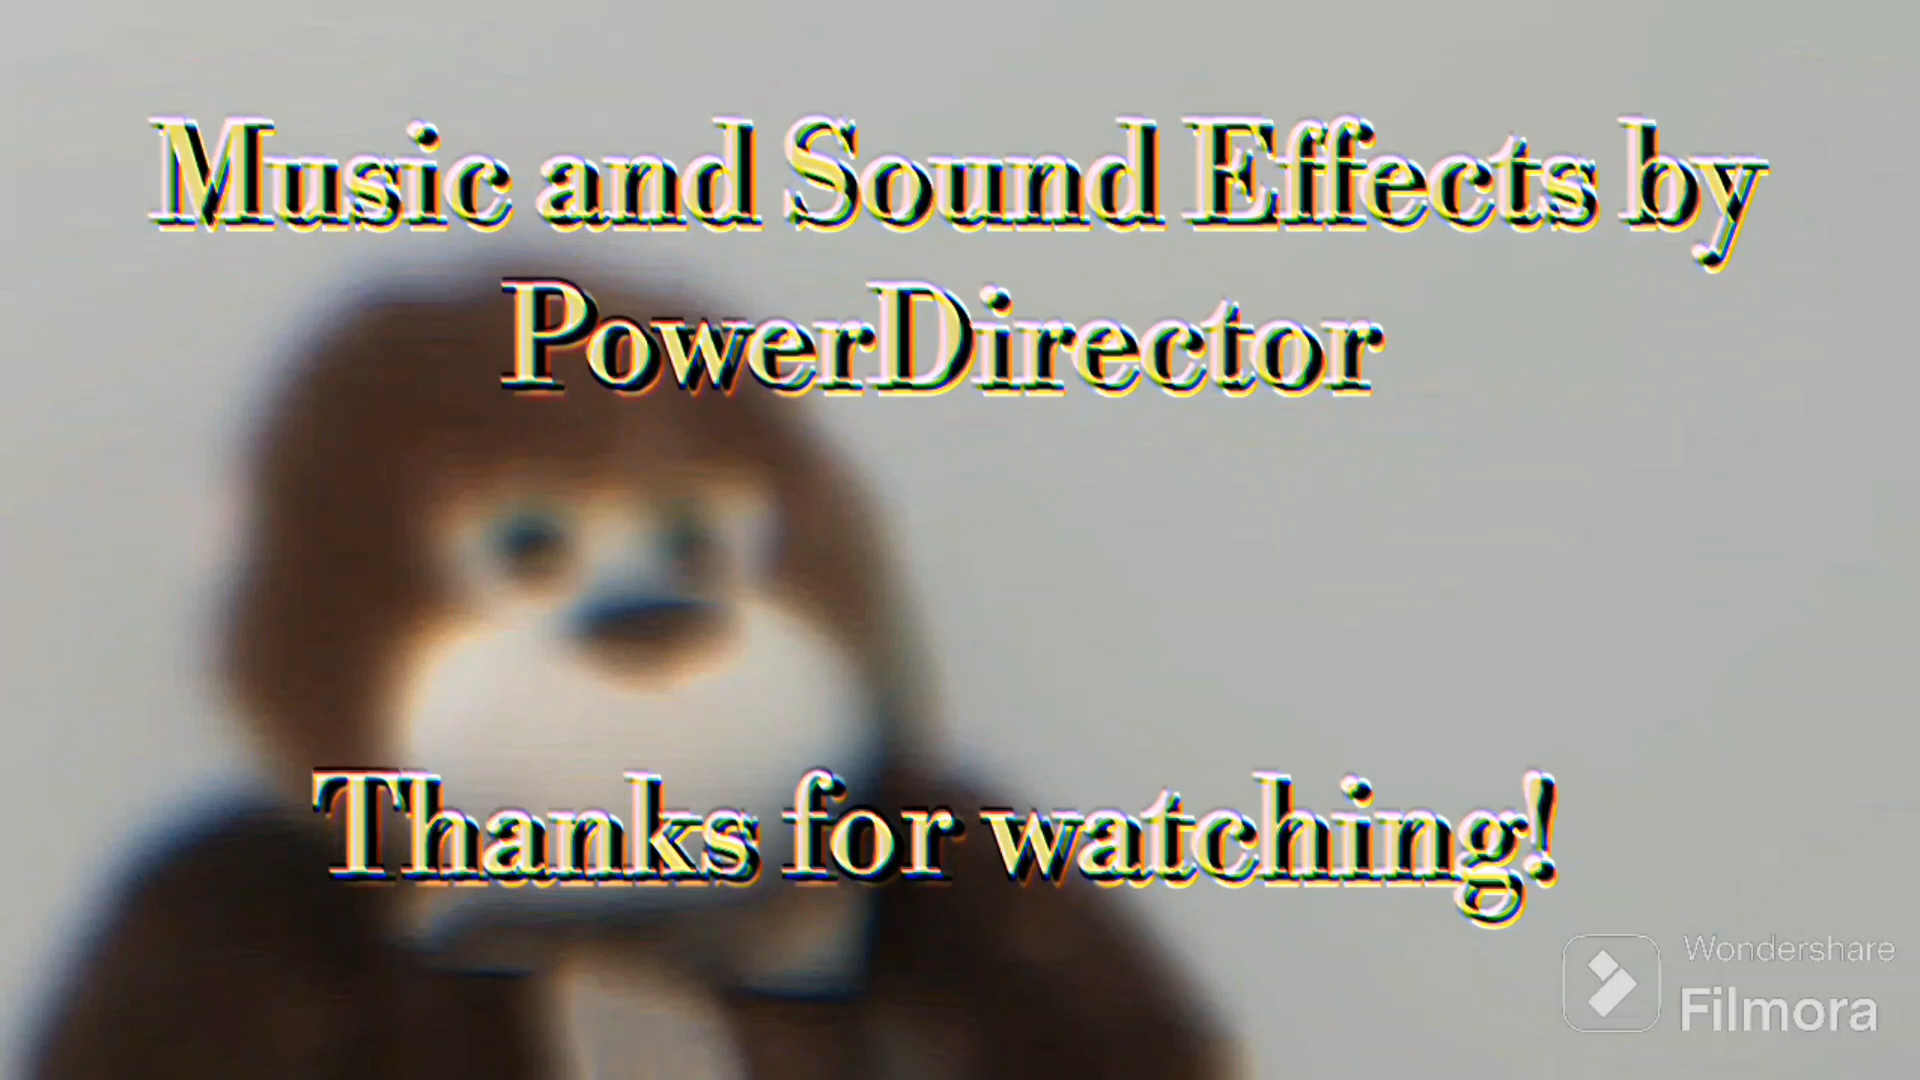 Music and Sound Effects by
PowerDirector
Thanks for watching!
Wondershare
Filmora